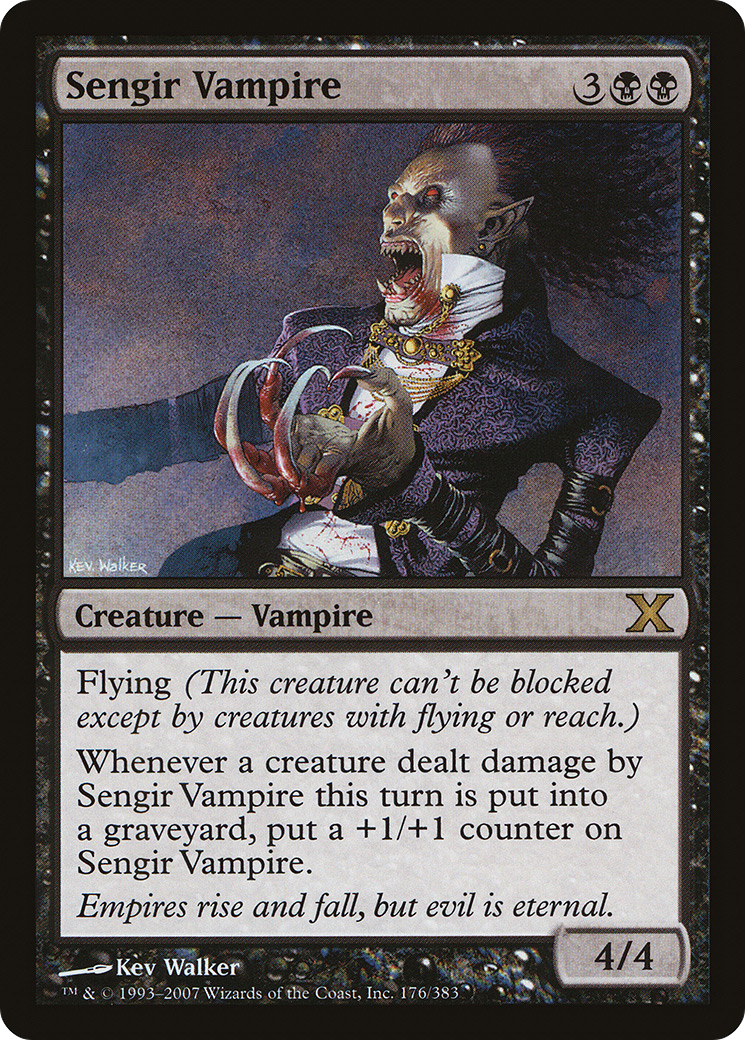 Sengir Vampire 3
KEV. WALKER
Creature — Vampire X
Flying (This creature can't be blocked
except by creatures with flying or reach.)
Whenever a creature dealt damage by
Sengir Vampire this turn is put into
a graveyard, put a +1/+1 counter on
Sengir Vampire.
Empires rise and fall, but evil is eternal.
4/4
Kev Walker
™ & © 1993–2007 Wizards of the Coast, Inc. 176/383